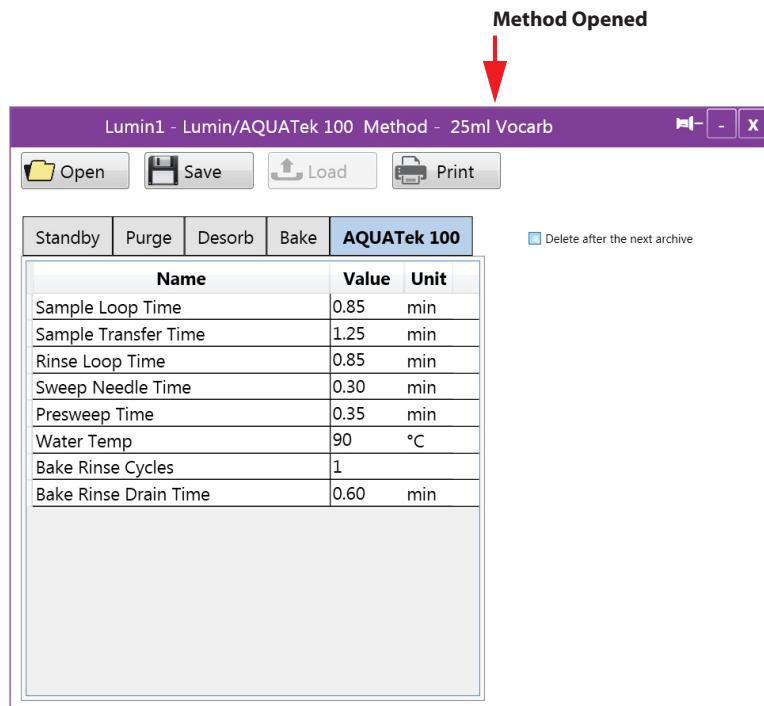 Method Opened
Lumin1 - Lumin/AQUATek 100 Method - 25ml Vocarb - X
Open Save Load Print
Standby Purge Desorb Bake AQUATek 100 Delete after the next archive
Name Value Unit
Sample Loop Time 0.85 min
Sample Transfer Time 1.25 min
Rinse Loop Time 0.85 min
Sweep Needle Time 0.30 min
Presweep Time 0.35 min
Water Temp 90 °C
Bake Rinse Cycles 1
Bake Rinse Drain Time 0.60 min